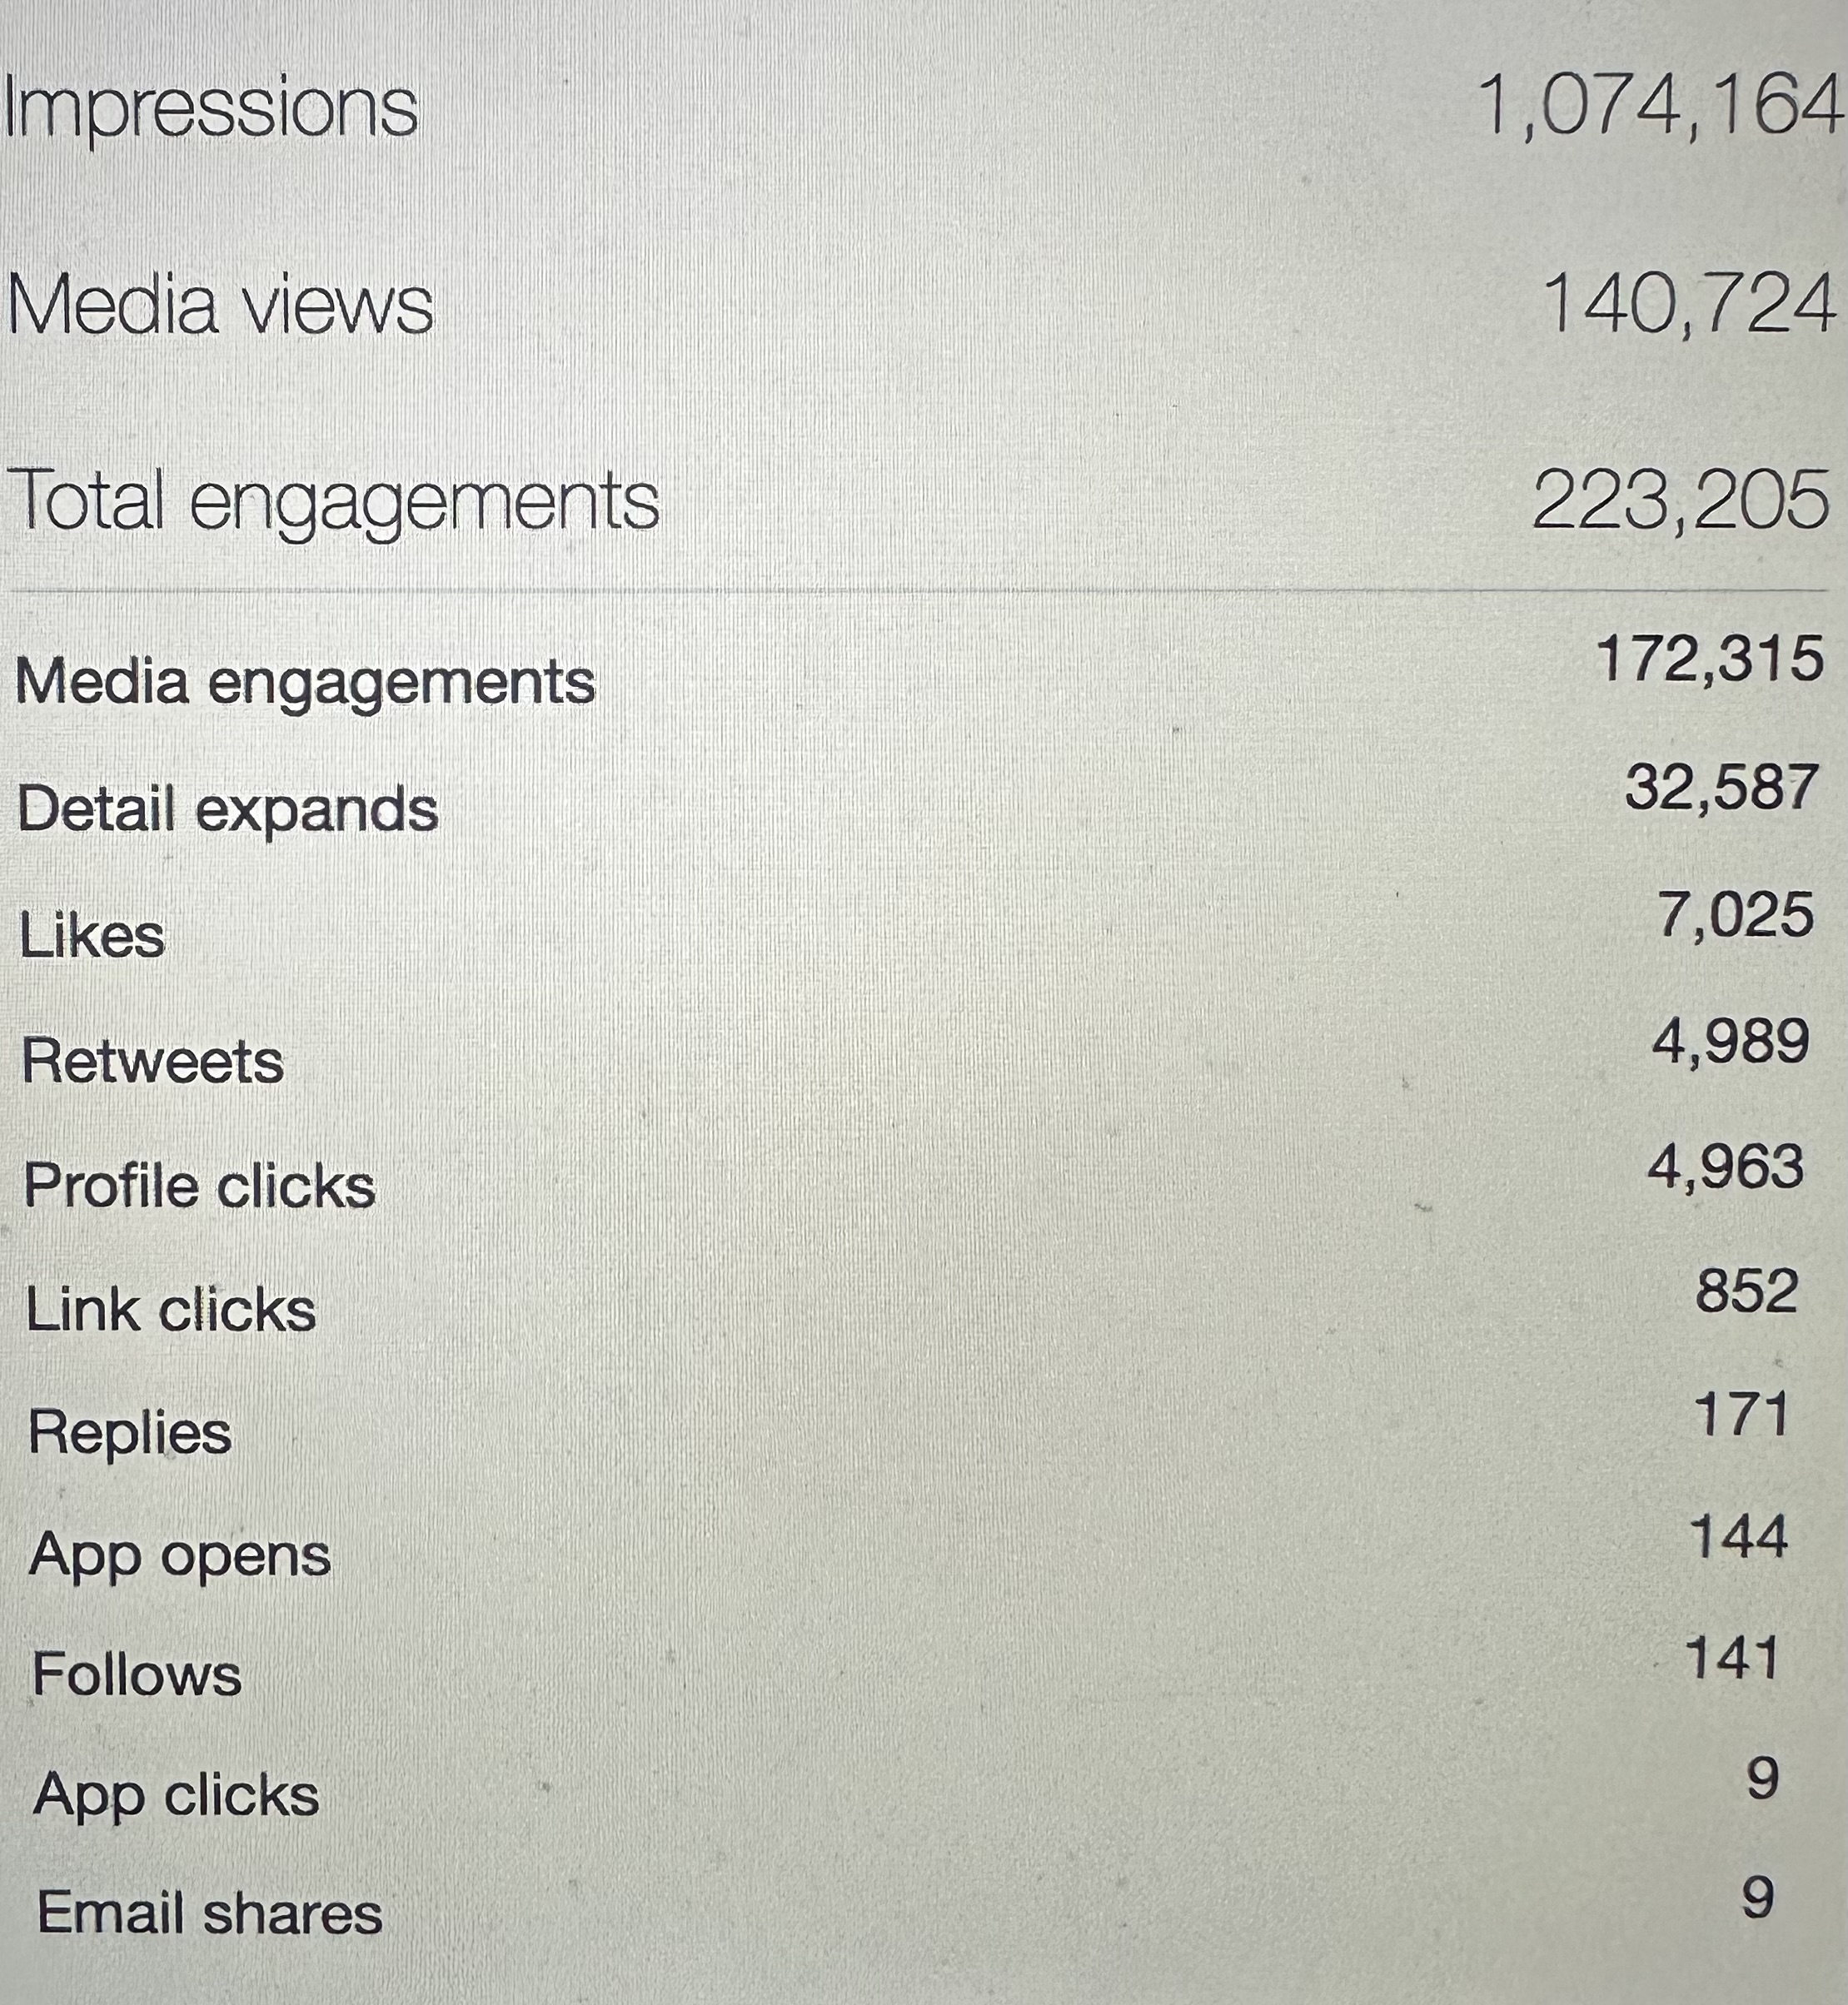 Impressions 1,074,164
Media views 140,724
Total engagements 223,205
Media engagements 172,315
Detail expands 32,587
Likes 7,025
Retweets 4,989
Profile clicks 4,963
Link clicks 852
Replies 171
App opens 144
Follows 141
App clicks 9
Email shares 9